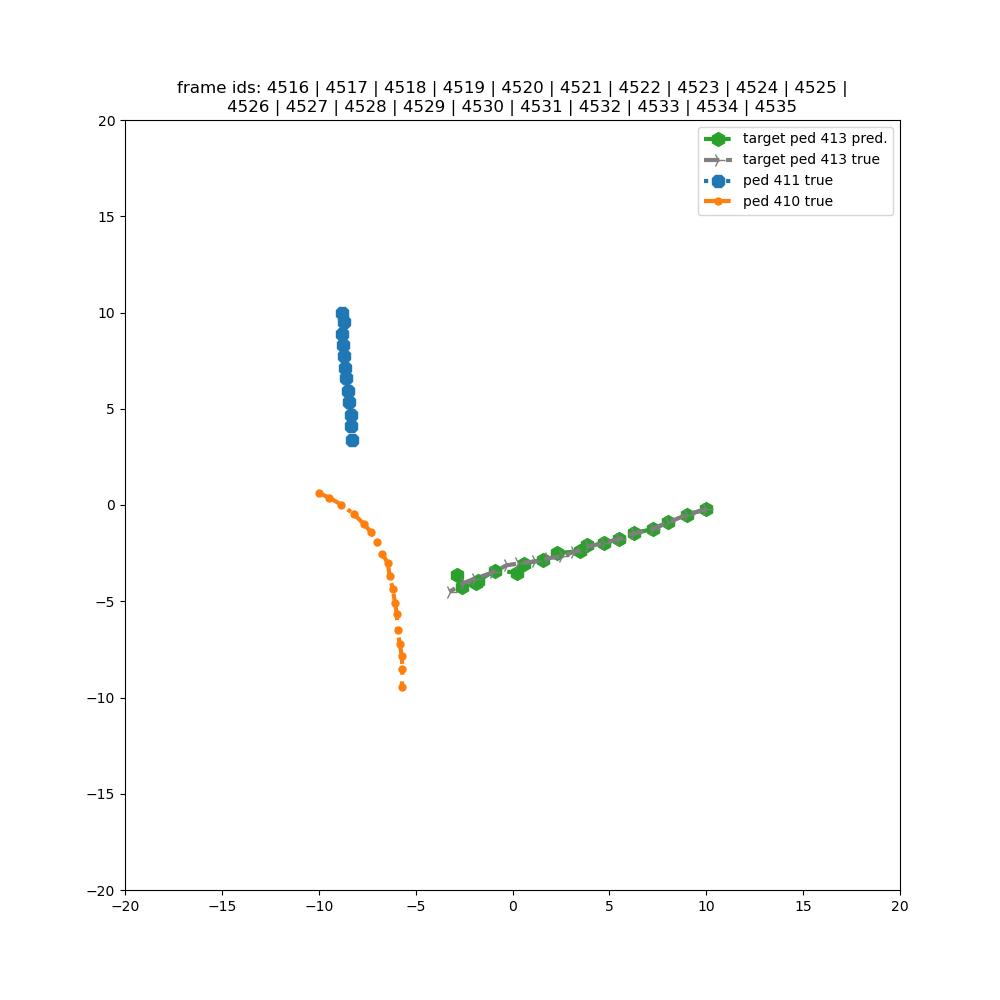 frame ids: 4516 | 4517 | 4518 | 4519 | 4520 | 4521 | 4522 | 4523 | 4524 | 4525 |
4526 | 4527 | 4528 | 4529 | 4530 | 4531 | 4532 | 4533 | 4534 | 4535
target ped 413 pred.
target ped 413 true
ped 411 true
ped 410 true
20
15
10
5
0
−5
−10
−15
−20
−20 −15 −10 −5 0 5 10 15 20